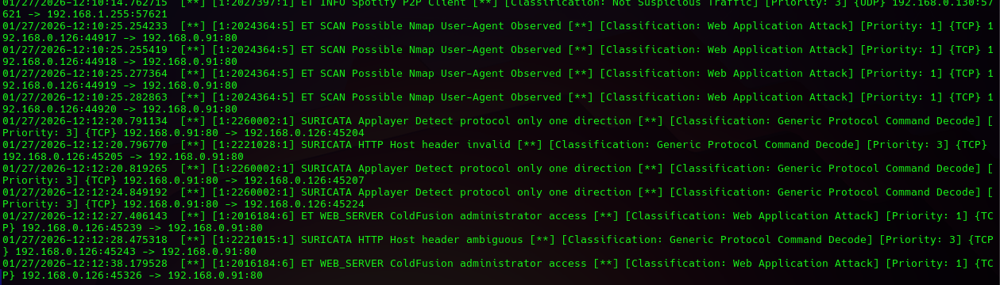 01/27/2026-12:10:14.762715  [**] [1:2027397:1] ET INFO Spotify P2P Client [**] [Classification: Not Suspicious Traffic] [Priority: 3] {UDP} 192.168.0.130:57
621 -> 192.168.1.255:57621
01/27/2026-12:10:25.254233  [**] [1:2024364:5] ET SCAN Possible Nmap User-Agent Observed [**] [Classification: Web Application Attack] [Priority: 1] {TCP} 1
92.168.0.126:44917 -> 192.168.0.91:80
01/27/2026-12:10:25.255419  [**] [1:2024364:5] ET SCAN Possible Nmap User-Agent Observed [**] [Classification: Web Application Attack] [Priority: 1] {TCP} 1
92.168.0.126:44918 -> 192.168.0.91:80
01/27/2026-12:10:25.277364  [**] [1:2024364:5] ET SCAN Possible Nmap User-Agent Observed [**] [Classification: Web Application Attack] [Priority: 1] {TCP} 1
92.168.0.126:44919 -> 192.168.0.91:80
01/27/2026-12:10:25.282863  [**] [1:2024364:5] ET SCAN Possible Nmap User-Agent Observed [**] [Classification: Web Application Attack] [Priority: 1] {TCP} 1
92.168.0.126:44920 -> 192.168.0.91:80
01/27/2026-12:12:20.791134  [**] [1:2260002:1] SURICATA Applayer Detect protocol only one direction [**] [Classification: Generic Protocol Command Decode] [
Priority: 3] {TCP} 192.168.0.91:80 -> 192.168.0.126:45204
01/27/2026-12:12:20.796770  [**] [1:2221028:1] SURICATA HTTP Host header invalid [**] [Classification: Generic Protocol Command Decode] [Priority: 3] {TCP}
192.168.0.126:45205 -> 192.168.0.91:80
01/27/2026-12:12:20.819265  [**] [1:2260002:1] SURICATA Applayer Detect protocol only one direction [**] [Classification: Generic Protocol Command Decode] [
Priority: 3] {TCP} 192.168.0.91:80 -> 192.168.0.126:45207
01/27/2026-12:12:24.849192  [**] [1:2260002:1] SURICATA Applayer Detect protocol only one direction [**] [Classification: Generic Protocol Command Decode] [
Priority: 3] {TCP} 192.168.0.91:80 -> 192.168.0.126:45224
01/27/2026-12:12:27.406143  [**] [1:2016184:6] ET WEB_SERVER ColdFusion administrator access [**] [Classification: Web Application Attack] [Priority: 1] {TC
P} 192.168.0.126:45239 -> 192.168.0.91:80
01/27/2026-12:12:28.475318  [**] [1:2221015:1] SURICATA HTTP Host header ambiguous [**] [Classification: Generic Protocol Command Decode] [Priority: 3] {TCP
} 192.168.0.126:45243 -> 192.168.0.91:80
01/27/2026-12:12:38.179528  [**] [1:2016184:6] ET WEB_SERVER ColdFusion administrator access [**] [Classification: Web Application Attack] [Priority: 1] {TC
P} 192.168.0.126:45326 -> 192.168.0.91:80